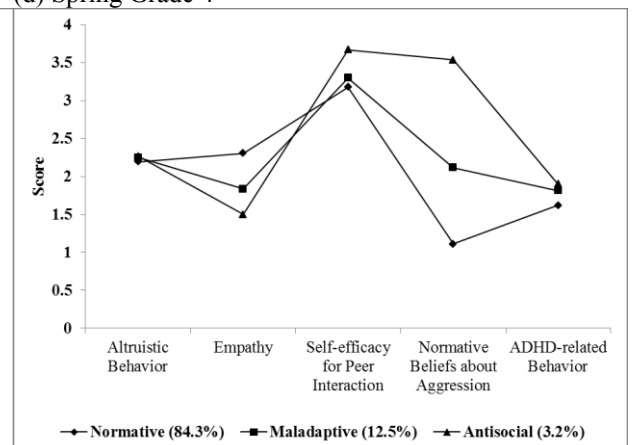 (d) Spring Grade
4
3.5
3
2.5
2
1.5
1
0.5
0
Score
Altruistic Behavior
Empathy
Self-efficacy for Peer Interaction
Normative Beliefs about Aggression
ADHD-related Behavior
Normative (84.3%)
Maladaptive (12.5%)
Antisocial (3.2%)